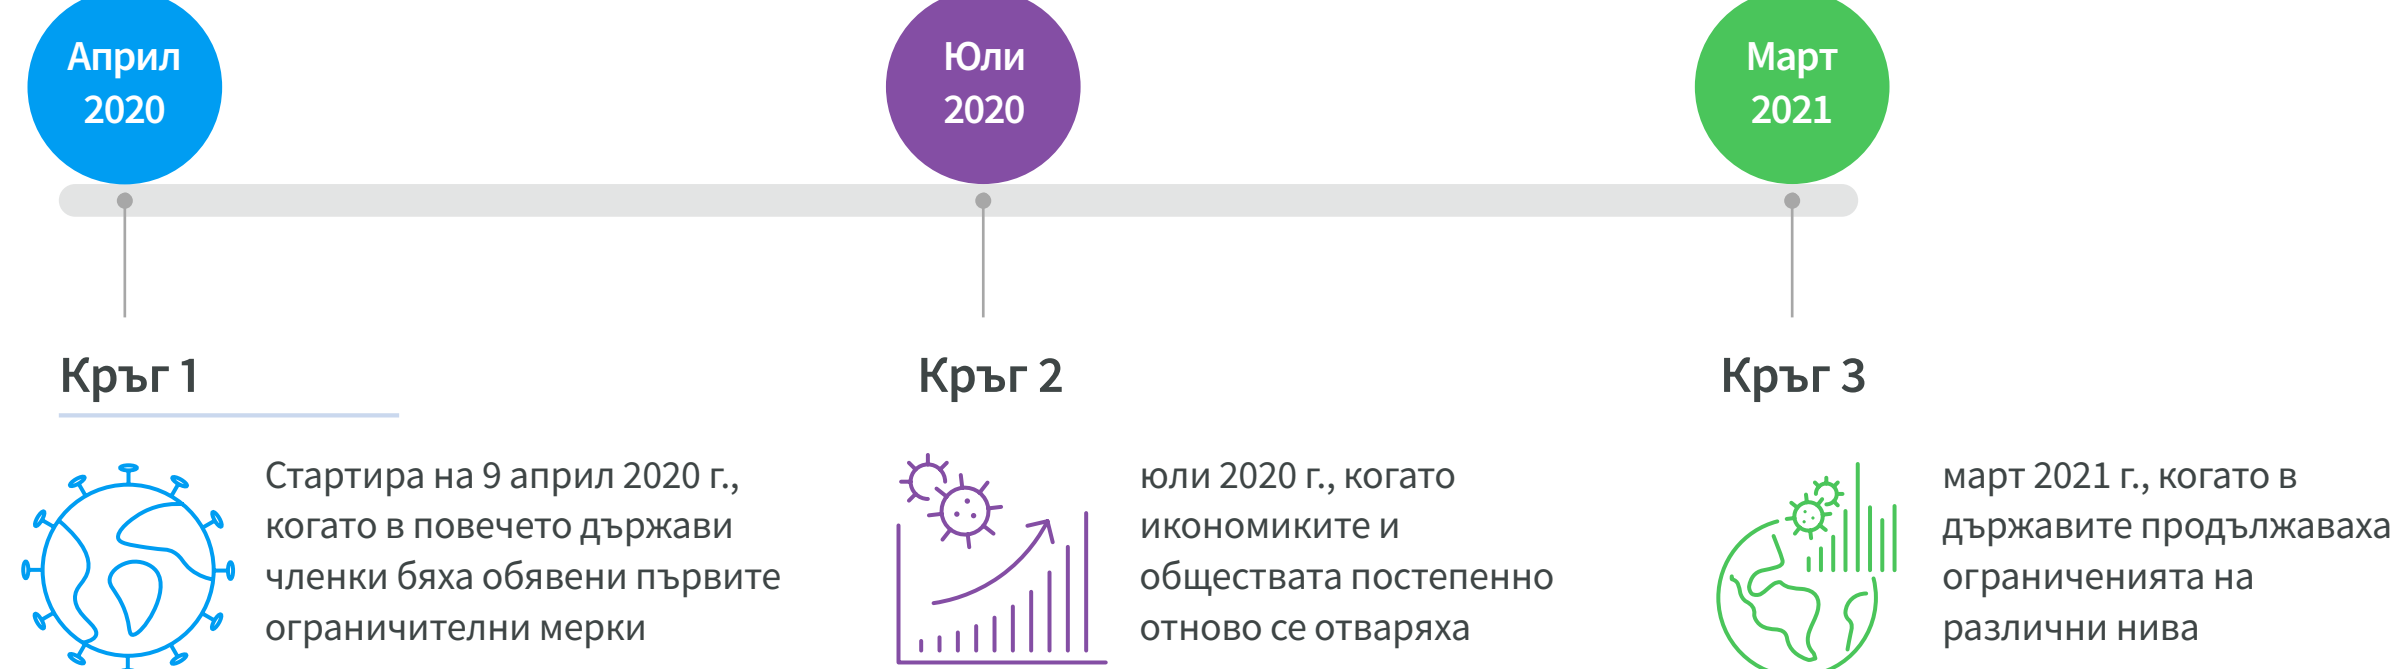 Април
2020
Юли
2020
Март
2021
Кръг 1
Стартира на 9 април 2020 г.,
когато в повечето държави
членки бяха обявени първите
ограничителни мерки
Кръг 2
юли 2020 г., когато
икономиките и
обществата постепенно
отново се отваряха
Кръг 3
март 2021 г., когато в
държавите продължаваха
ограниченията на
различни нива